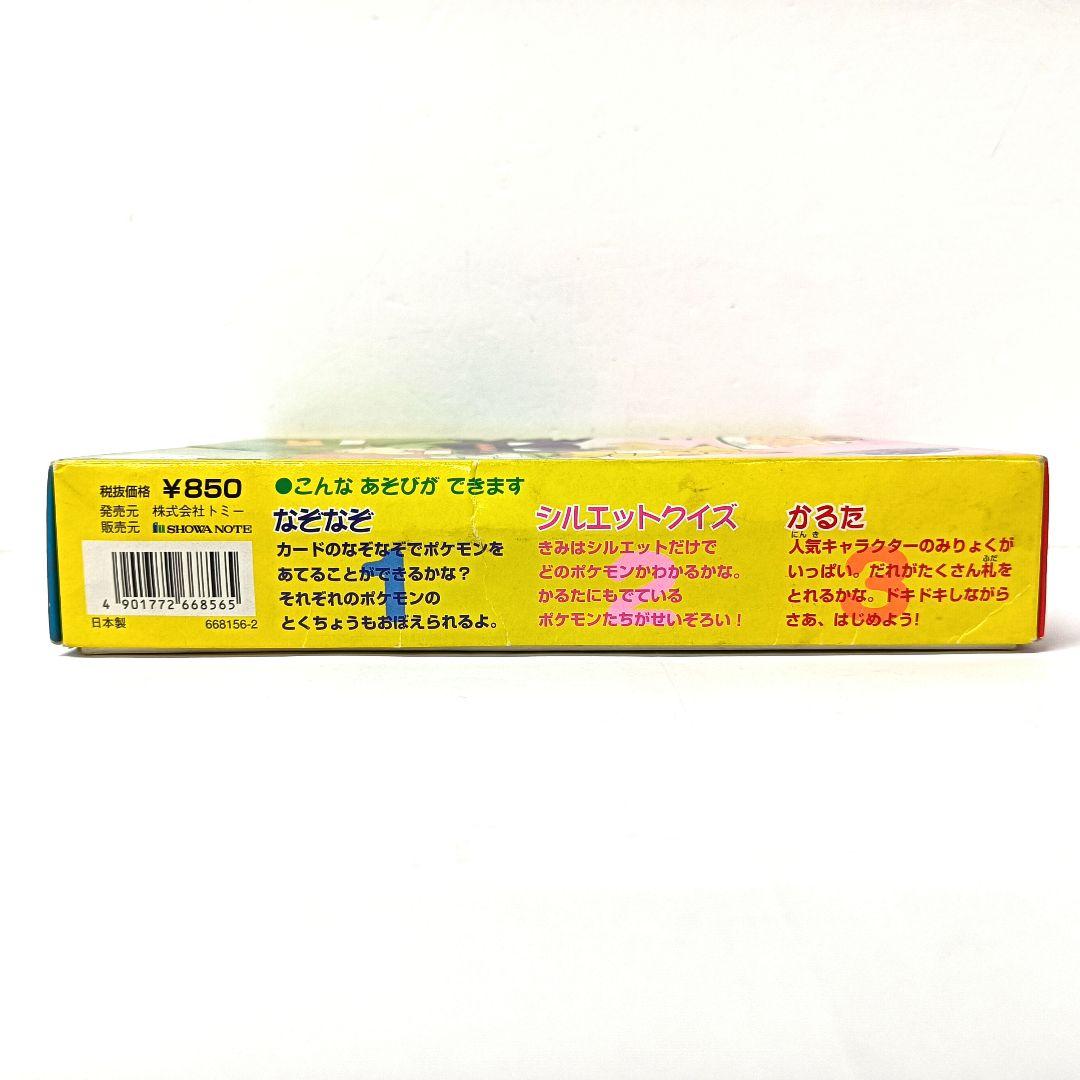 税抜価格 ¥850
発売元 株式会社トミー
販売元 SHOWA NOTE
4 901772 668565
日本製 668156-2
●こんな あそびが できます
1
なぞなぞ
カードのなぞなぞでポケモンを
あてることができるかな?
それぞれのポケモンの
とくちょうもおぼえられるよ。
2
シルエットクイズ
きみはシルエットだけで
どのポケモンかわかるかな。
かるたにもでている
ポケモンたちがせいぞろい!
3
かるた
にんき
人気キャラクターのみりょくが
ふだ
いっぱい。だれがたくさん札を
とれるかな。ドキドキしながら
さあ、はじめよう!